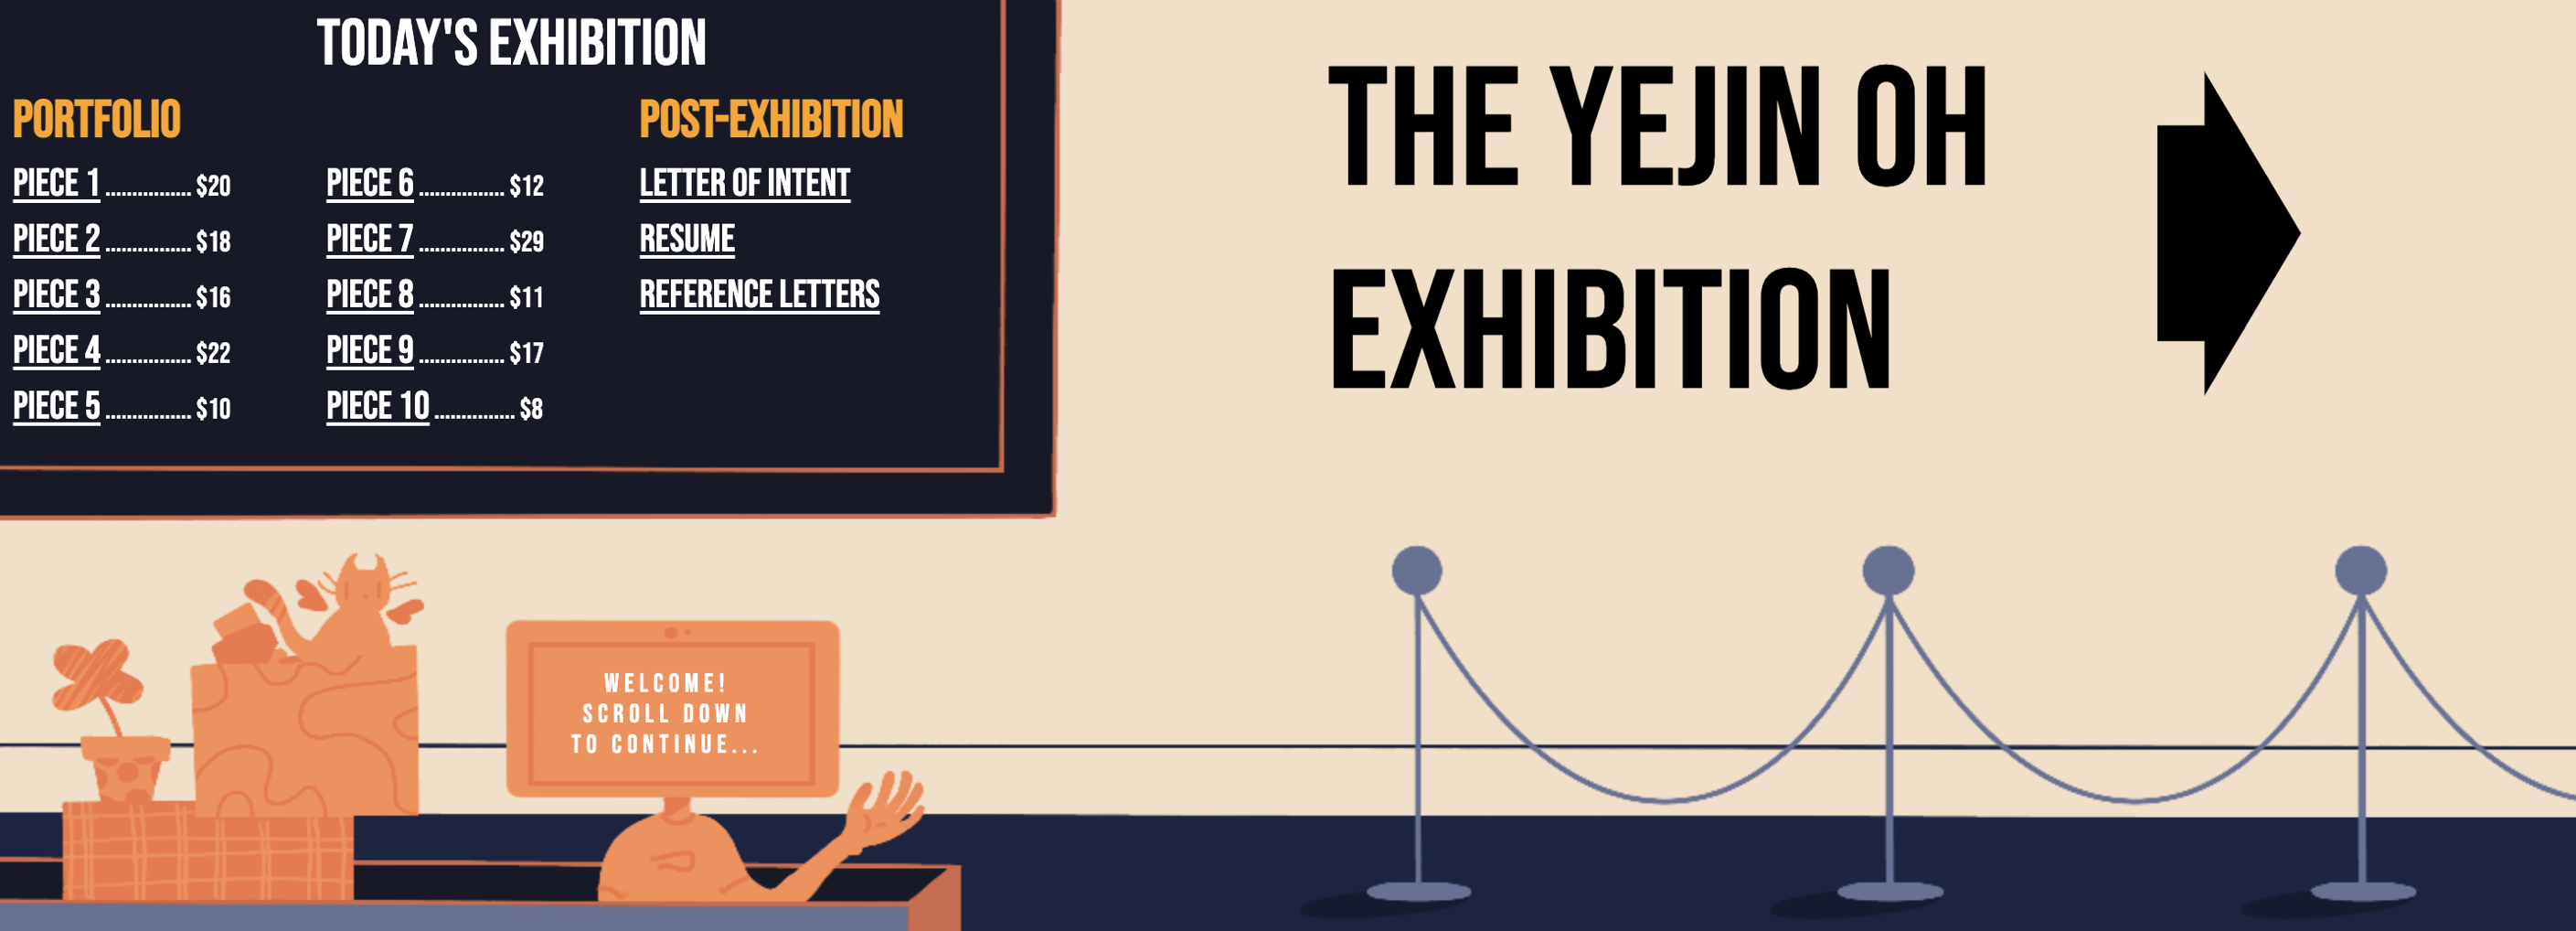 TODAY'S EXHIBITION
PORTFOLIO
PIECE 1 ................ $20
PIECE 2 ................ $18
PIECE 3 ................ $16
PIECE 4 ................ $22
PIECE 5 ................ $10
PIECE 6 ................ $12
PIECE 7 ................ $29
PIECE 8 ................ $11
PIECE 9 ................ $17
PIECE 10 ............... $8
POST-EXHIBITION
LETTER OF INTENT
RESUME
REFERENCE LETTERS
THE YEJIN OH
EXHIBITION
WELCOME!
SCROLL DOWN
TO CONTINUE...